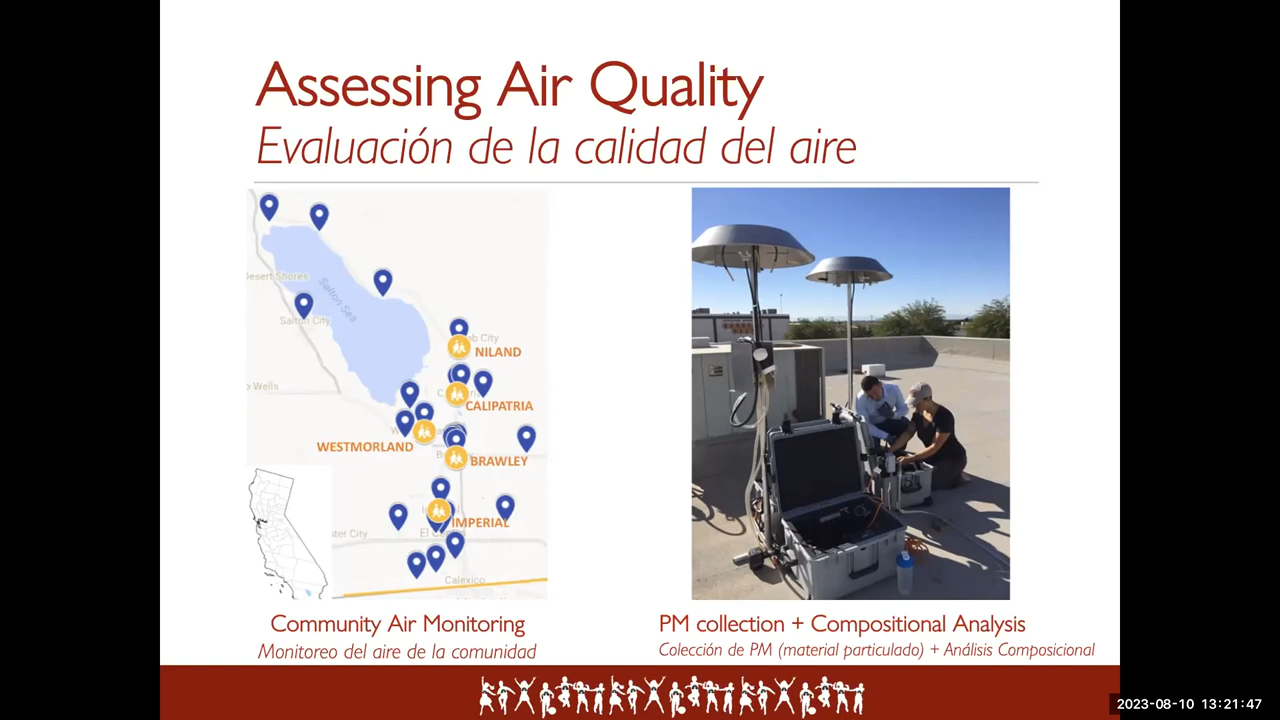 Assessing Air Quality
Evaluación de la calidad del aire
Desert Shores
Salton Sea
Salton City
NILAND
Wells
CALIPATRIA
WESTMORLAND
BRAWLEY
IMPERIAL
El
Calexico
Community Air Monitoring
Monitoreo del aire de la comunidad
PM collection + Compositional Analysis
Colección de PM (material particulado) + Análisis Composicional
2023-08-10 13:21:47